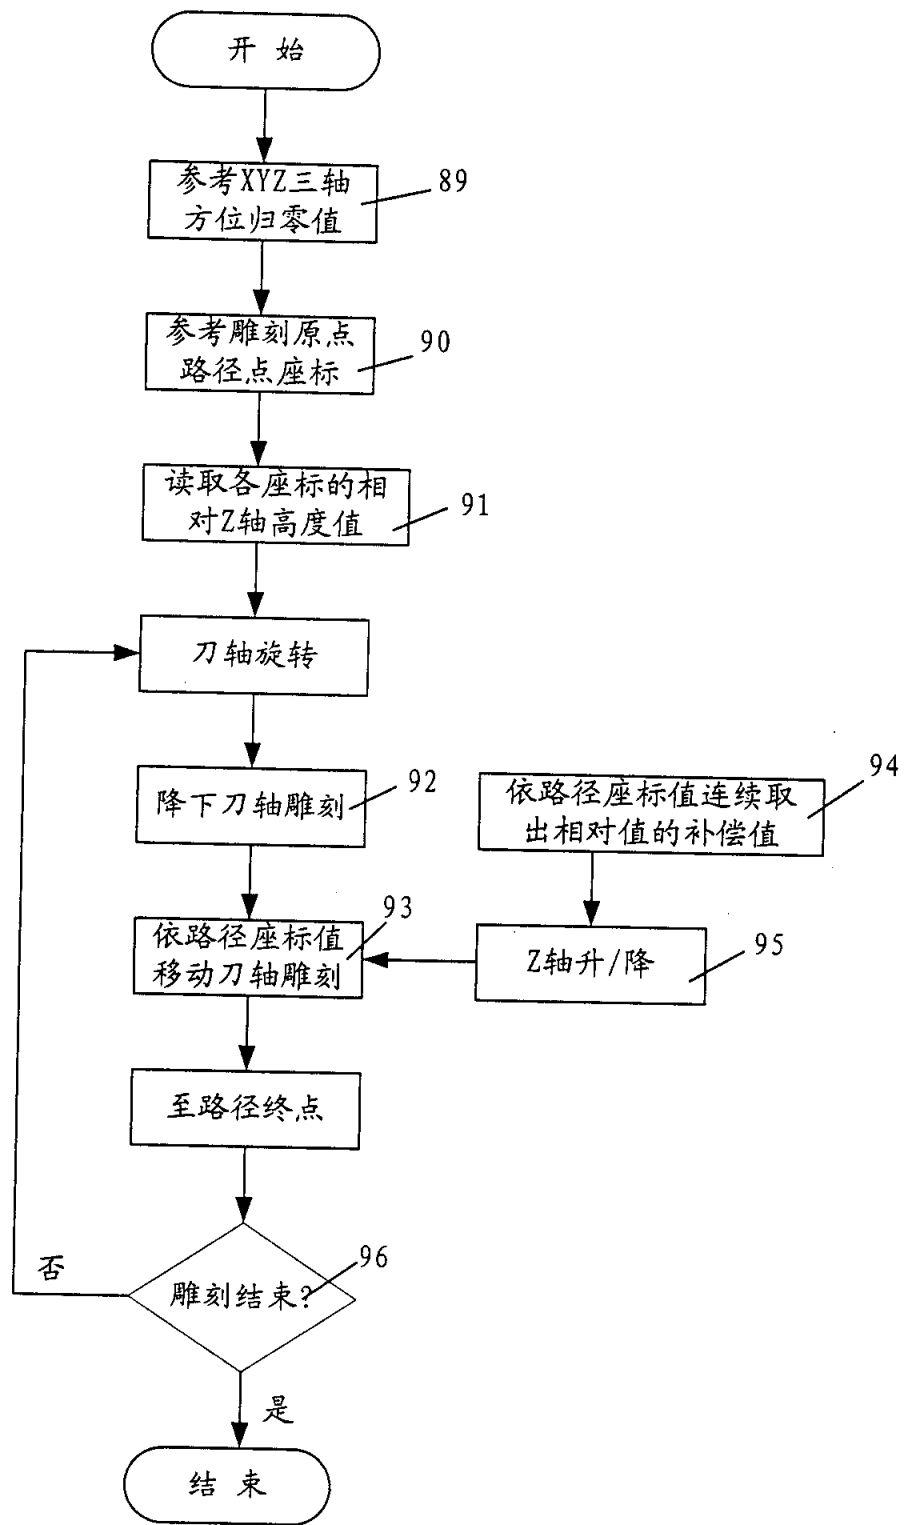 开 始
参考XYZ三轴
方位归零值
89
参考雕刻原点
路径点座标
90
读取各座标的相
对Z轴高度值
91
刀轴旋转
降下刀轴雕刻
92
依路径座标值连续取
出相对值的补偿值
94
依路径座标值
移动刀轴雕刻
93
Z轴升/降
95
至路径终点
雕刻结束?
96
否
是
结 束